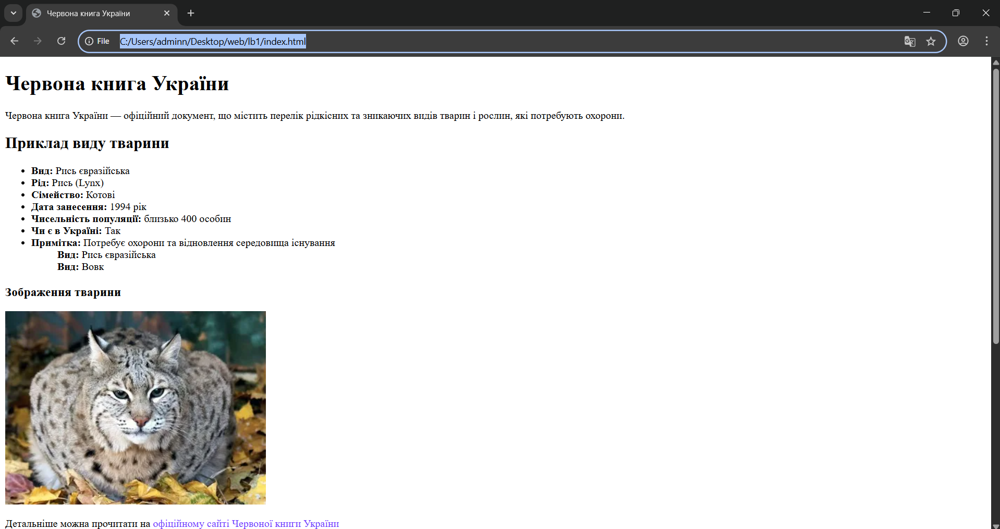 Червона книга України
File C:/Users/adminn/Desktop/web/lb1/index.html
Червона книга України
Червона книга України — офіційний документ, що містить перелік рідкісних та зникаючих видів тварин і рослин, які потребують охорони.
Приклад виду тварини
Вид: Рись євразійська
Рід: Рись (Lynx)
Сімейство: Котові
Дата занесення: 1994 рік
Чисельність популяції: близько 400 особин
Чи є в Україні: Так
Примітка: Потребує охорони та відновлення середовища існування
Вид: Рись євразійська
Вид: Вовк
Зображення тварини
Детальніше можна прочитати на офіційному сайті Червоної книги України